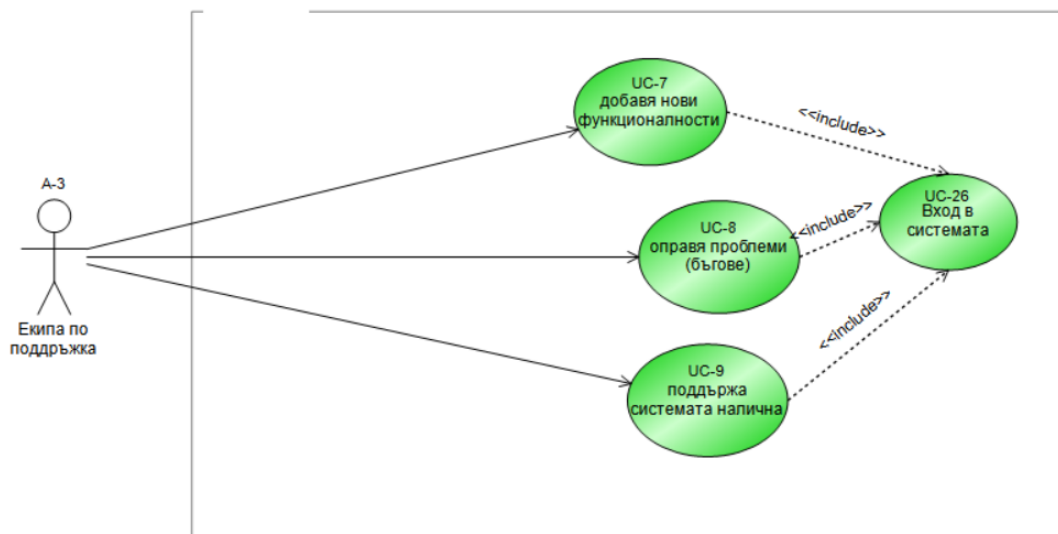 A-3
Екипа по
поддръжка
UC-7
добавя нови
функционалности
<<include>>
UC-8
оправя проблеми
(бъгове)
<<include>>
UC-9
поддържа
системата налична
<<include>>
UC-26
Вход в
системата